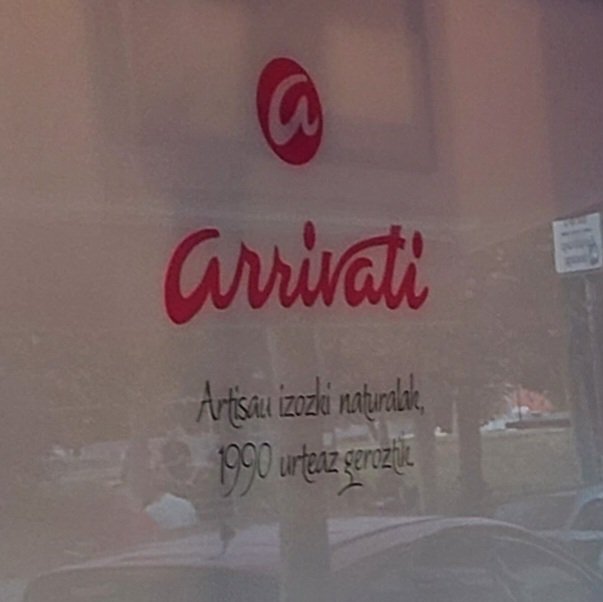 a
arrivati
Artisau izozki naturalak,
1990 urteaz geroztik.